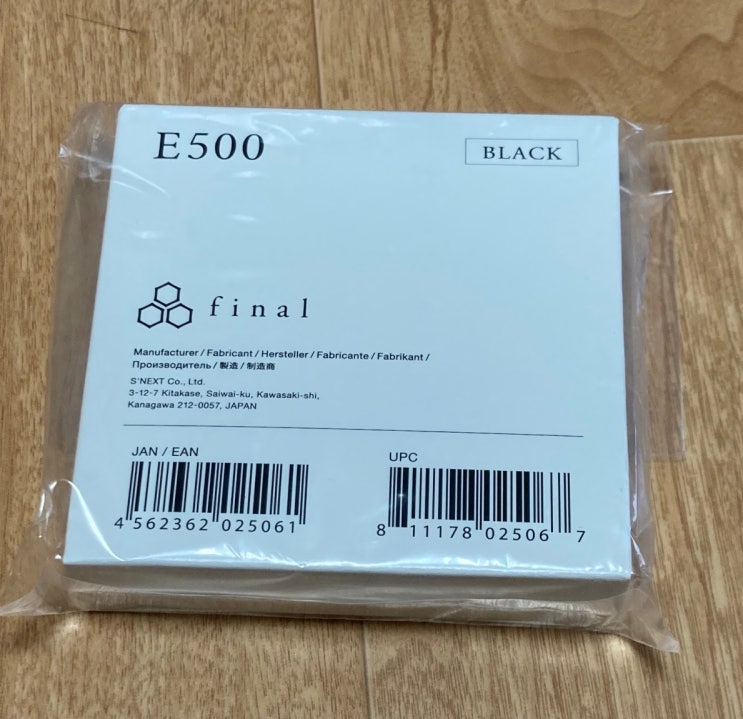 E500
BLACK
final
Manufacturer / Fabricant / Hersteller / Fabricante / Fabrikant /
Производитель / 製造 / 制造商
S'NEXT Co., Ltd.
3-12-7 Kitakase, Saiwai-ku, Kawasaki-shi,
Kanagawa 212-0057, JAPAN
JAN / EAN
4 562362 025061
UPC
8 11178 02506 7